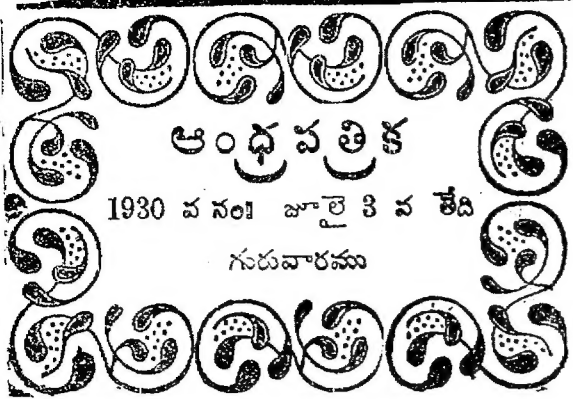 ఆంధ్రపత్రిక
1930 వ సం॥ జూలై 3 వ తేది
గురువారము